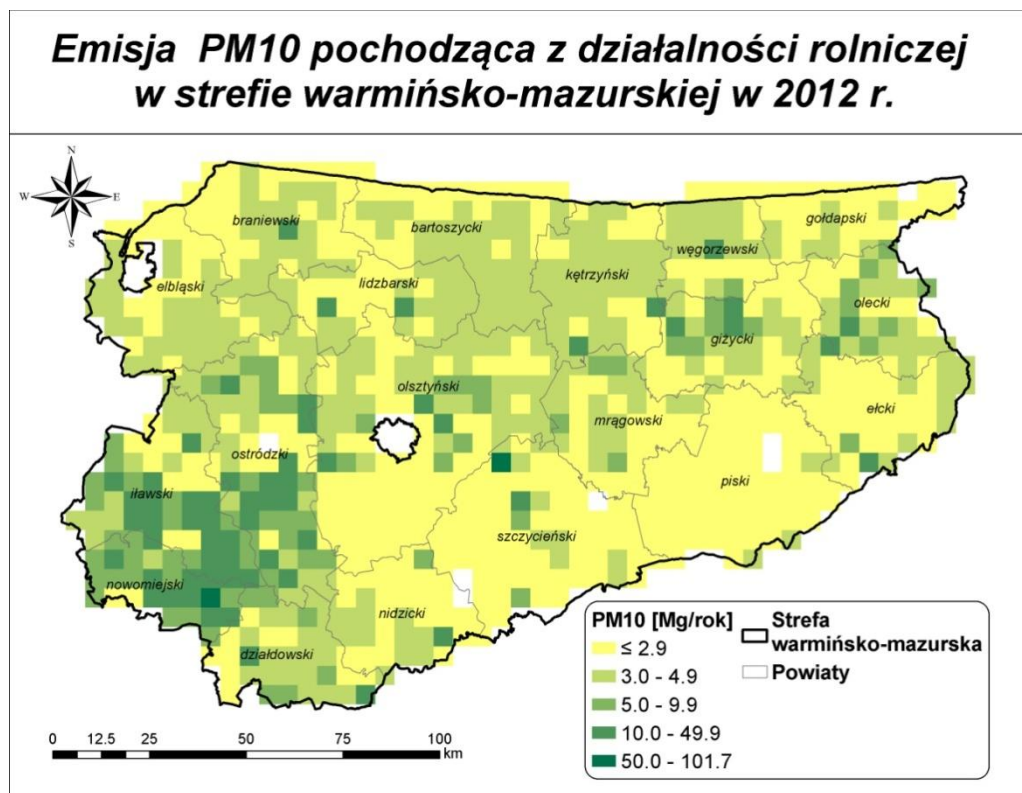 Emisja PM10 pochodząca z działalności rolniczej
w strefie warmińsko-mazurskiej w 2012 r.
N
W E
S
braniewski
bartoszycki
gołdapski
węgorzewski
kętrzyński
elbląski
lidzbarski
olecki
giżycki
olsztyński
mrągowski
ełcki
ostródzki
iławski
piski
szczycieński
nowomiejski
nidzicki
działdowski
PM10 [Mg/rok]
≤ 2.9
3.0 - 4.9
5.0 - 9.9
10.0 - 49.9
50.0 - 101.7
Strefa
warmińsko-mazurska
Powiaty
0 12.5 25 50 75 100
km